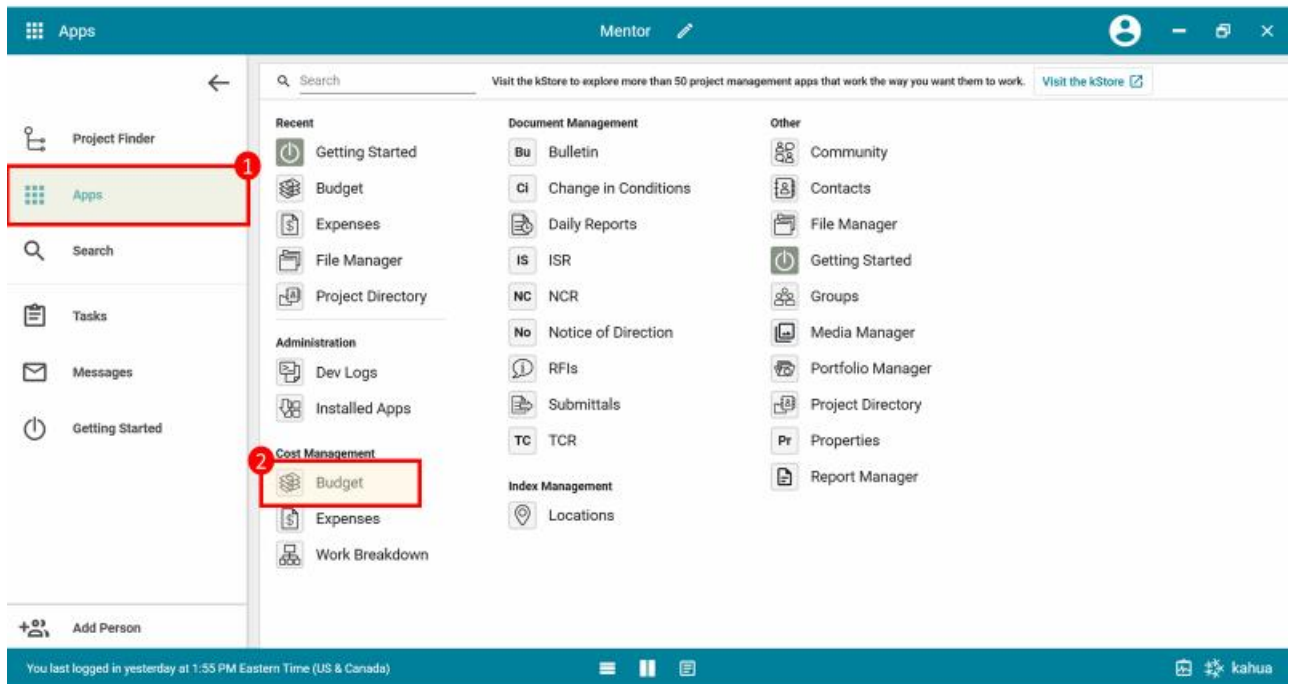 Apps
Mentor
Search
Visit the kStore to explore more than 50 project management apps that work the way you want them to work.
Visit the kStore
Project Finder
1
Apps
Search
Tasks
Messages
Getting Started
Add Person
Recent
Getting Started
Budget
Expenses
File Manager
Project Directory
Administration
Dev Logs
Installed Apps
2
Cost Management
Budget
Expenses
Work Breakdown
Document Management
Bu Bulletin
Ci Change in Conditions
Daily Reports
IS ISR
NC NCR
No Notice of Direction
RFIs
Submittals
TC TCR
Index Management
Locations
Other
Community
Contacts
File Manager
Getting Started
Groups
Media Manager
Portfolio Manager
Project Directory
Pr Properties
Report Manager
You last logged in yesterday at 1:55 PM Eastern Time (US & Canada)
kahua